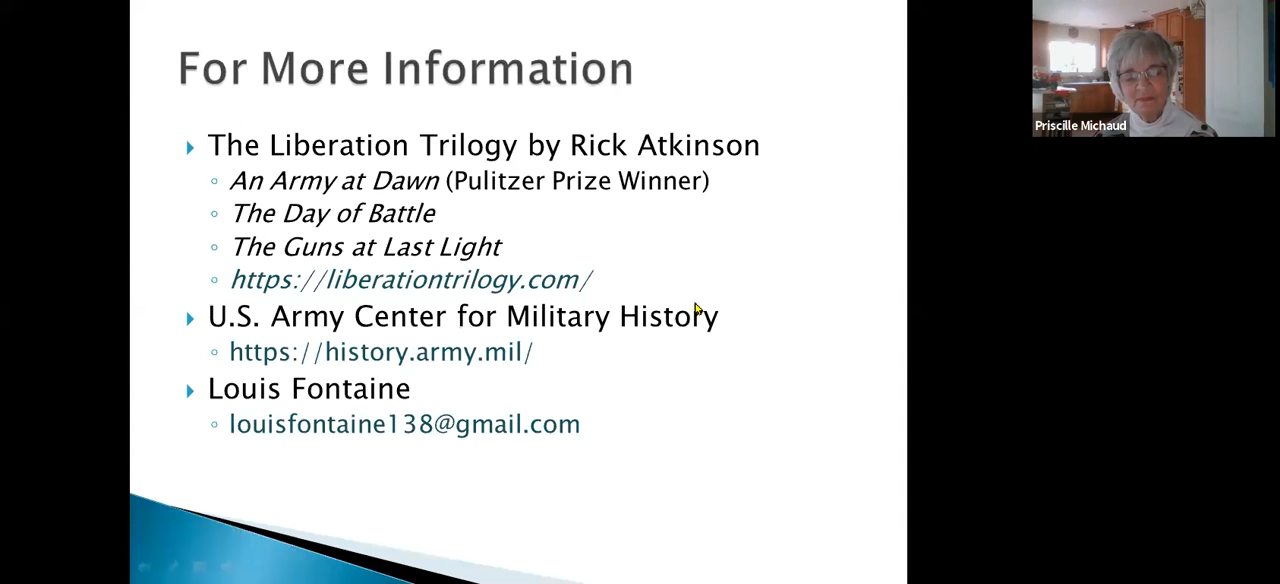 For More Information
The Liberation Trilogy by Rick Atkinson
An Army at Dawn (Pulitzer Prize Winner)
The Day of Battle
The Guns at Last Light
https://liberationtrilogy.com/
U.S. Army Center for Military History
https://history.army.mil/
Louis Fontaine
louisfontaine138@gmail.com
Priscille Michaud